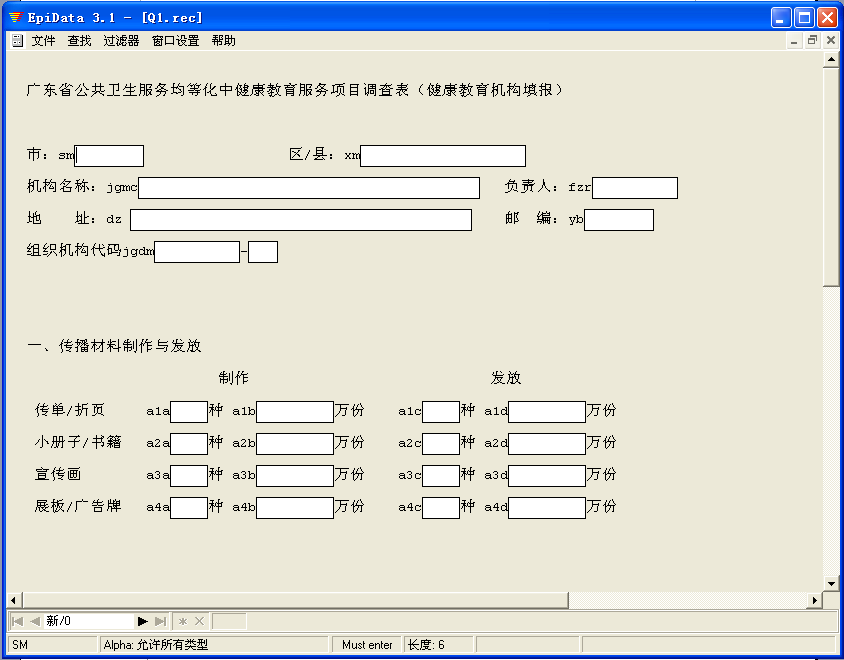 EpiData 3.1 - [Q1.rec]
文件 查找 过滤器 窗口设置 帮助
广东省公共卫生服务均等化中健康教育服务项目调查表（健康教育机构填报）
市：sm 区/县：xm
机构名称：jgmc 负责人：fzr
地 址：dz 邮 编：yb
组织机构代码jgdm -
一、传播材料制作与发放
制作 发放
传单/折页 a1a 种 a1b 万份 a1c 种 a1d 万份
小册子/书籍 a2a 种 a2b 万份 a2c 种 a2d 万份
宣传画 a3a 种 a3b 万份 a3c 种 a3d 万份
展板/广告牌 a4a 种 a4b 万份 a4c 种 a4d 万份
新/0
SM Alpha: 允许所有类型 Must enter 长度: 6